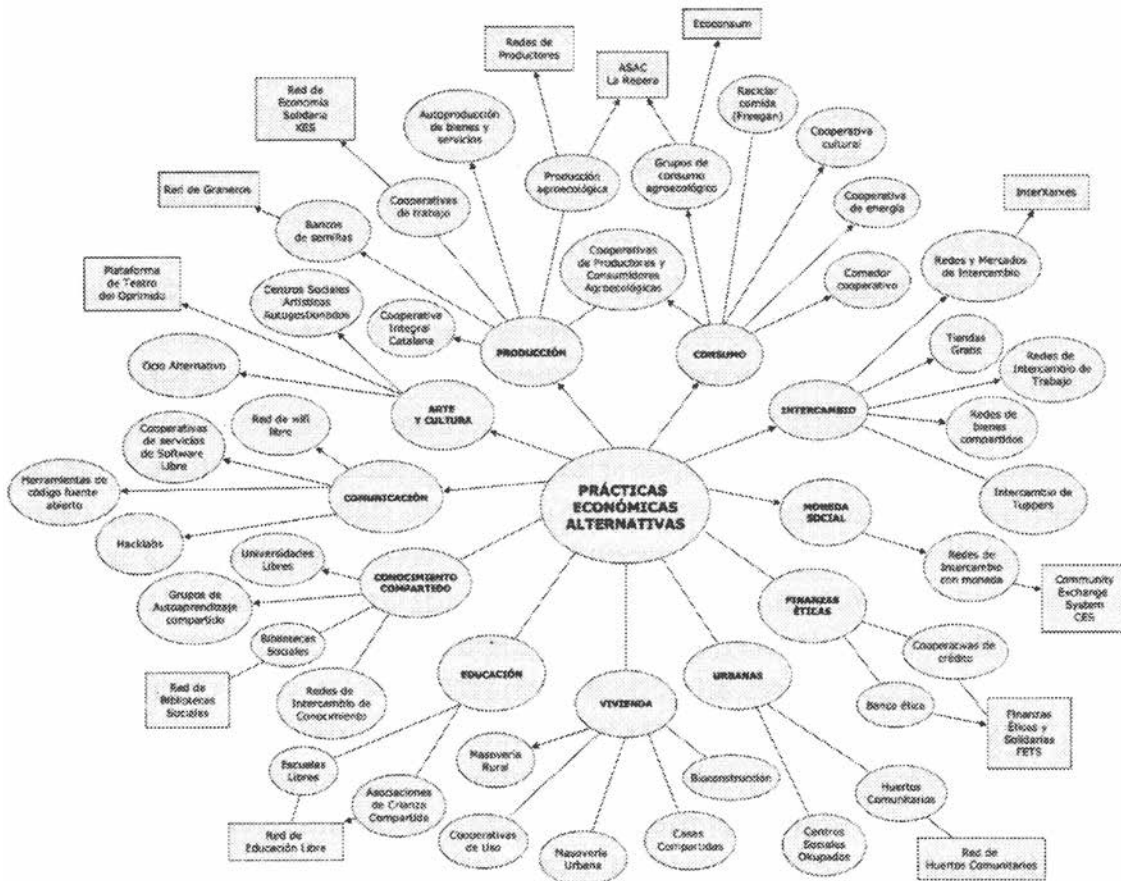 Ecoconsum
Redes de
Productores
ASAC
La Repera
Red de
Economía
Solidaria
XES
Autoproducción
de bienes y
servicios
Reciclar
comida
(Freegan)
Cooperativa
cultural
Producción
agroecológica
Grupos de
consumo
agroecológico
Red de Graneros
Cooperativas
de trabajo
Cooperativa
de energía
InterXarxes
Bancos
de semillas
Cooperativas
de Productores y
Consumidores
Agroecológicas
Redes y Mercados
de Intercambio
Plataforma
de Teatro
del Oprimido
Centros Sociales
Artísticos
Autogestionados
Comedor
cooperativo
Cooperativa
Integral
Catalana
PRODUCCIÓN
CONSUMO
Tiendas
Gratis
Redes de
Intercambio de
Trabajo
Ocio Alternativo
ARTE
Y CULTURA
INTERCAMBIO
Redes de
bienes
compartidos
Red de wifi
libre
Cooperativas
de servicios
de Software
Libre
Herramientas de
código fuente
abierto
COMUNICACIÓN
PRÁCTICAS
ECONÓMICAS
ALTERNATIVAS
MONEDA
SOCIAL
Intercambio de
Tuppers
Hacklabs
Universidades
Libres
CONOCIMIENTO
COMPARTIDO
Redes de
Intercambio
con moneda
Grupos de
Autoaprendizaje
compartido
FINANZAS
ÉTICAS
Community
Exchange
System
CES
Bibliotecas
Sociales
Cooperativas de
crédito
EDUCACIÓN
URBANAS
Red de
Bibliotecas
Sociales
Redes de
Intercambio de
Conocimiento
VIVIENDA
Banca ética
Finanzas
Éticas y
Solidarias
FETS
Masovería
Rural
Escuelas
Libres
Bioconstrucción
Asociaciones
de Crianza
Compartida
Huertos
Comunitarios
Red de
Educación Libre
Cooperativas
de Uso
Masovería
Urbana
Casas
Compartidas
Centros
Sociales
Okupados
Red de
Huertos Comunitarios